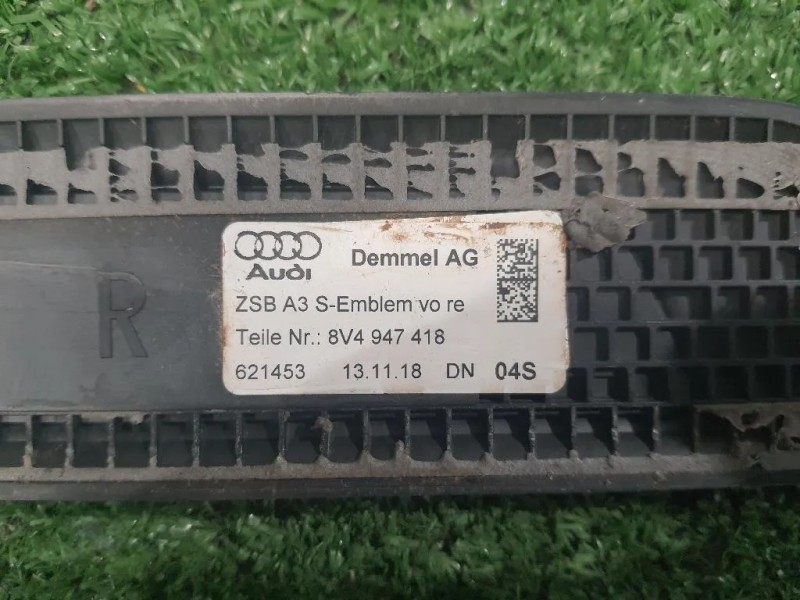 Audi
Demmel AG
ZSB A3 S-Emblem vo re
Teile Nr.: 8V4 947 418
621453 13.11.18 DN 04S
R